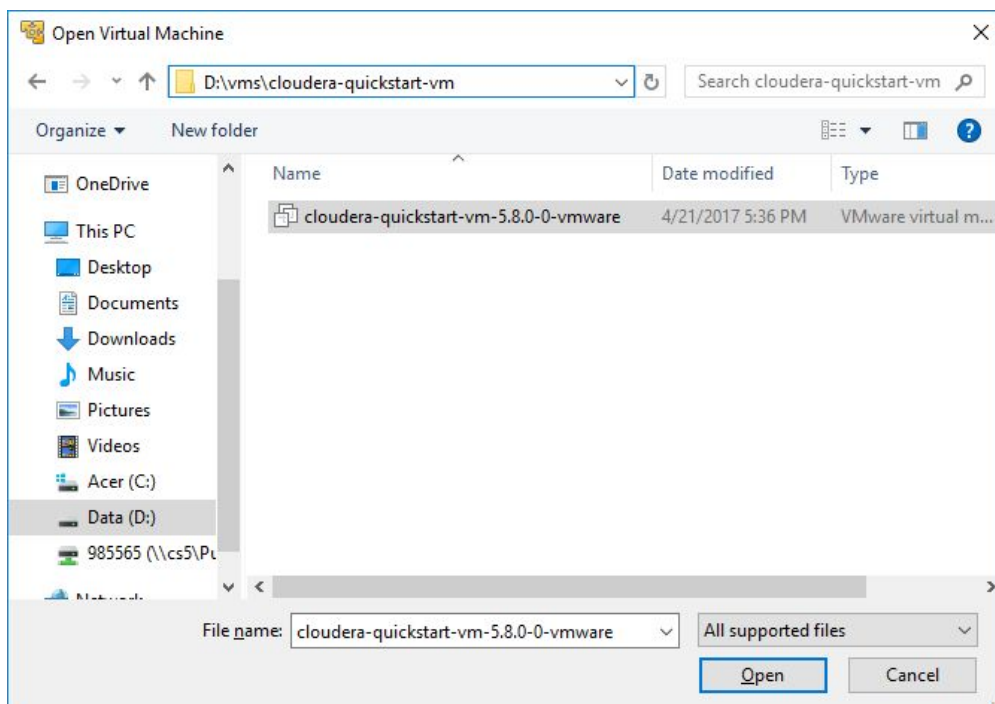 Open Virtual Machine
D:\vms\cloudera-quickstart-vm
Search cloudera-quickstart-vm
Organize
New folder
Name
Date modified
Type
cloudera-quickstart-vm-5.8.0-0-vmware
4/21/2017 5:36 PM
VMware virtual m...
OneDrive
This PC
Desktop
Documents
Downloads
Music
Pictures
Videos
Acer (C:)
Data (D:)
985565 (\\cs5\Pu
Network
File name:
cloudera-quickstart-vm-5.8.0-0-vmware
All supported files
Open
Cancel